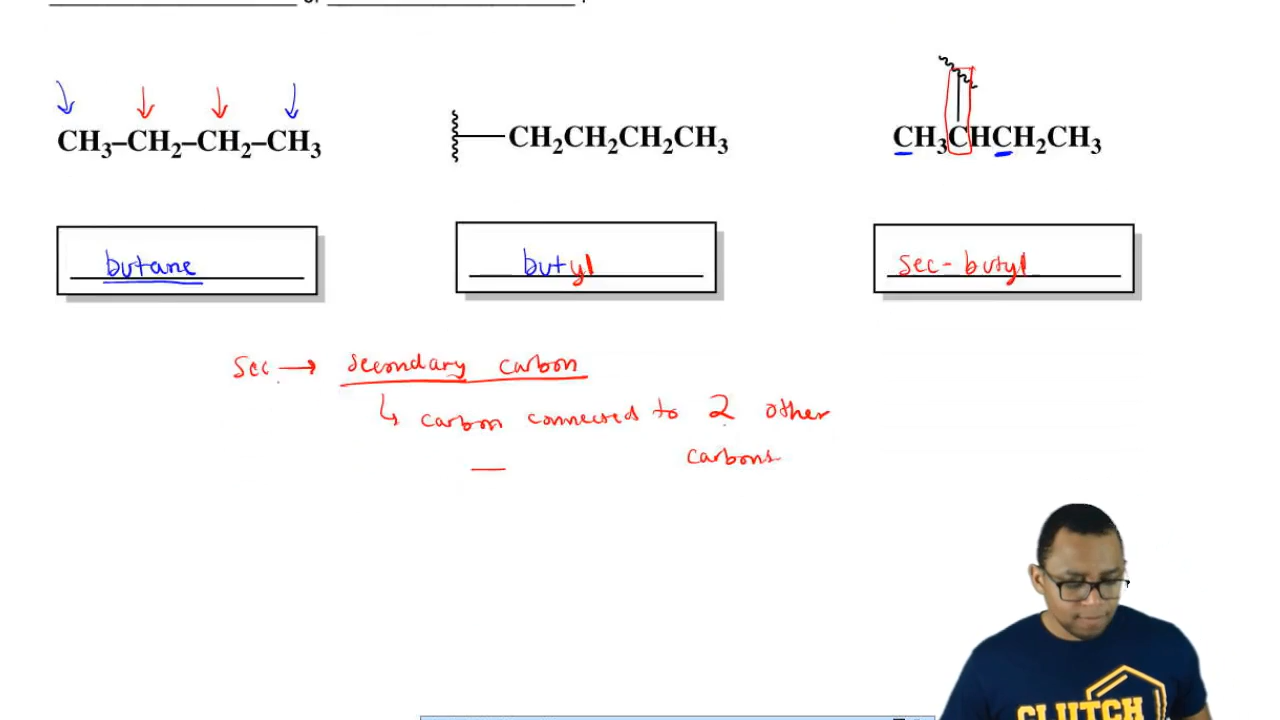 CH₃–CH₂–CH₂–CH₃
CH₂CH₂CH₂CH₃
CH₃CHCH₂CH₃
butane
butyl
sec-butyl
sec → secondary carbon
↳ carbon connected to 2 other
carbons
CLUTCH